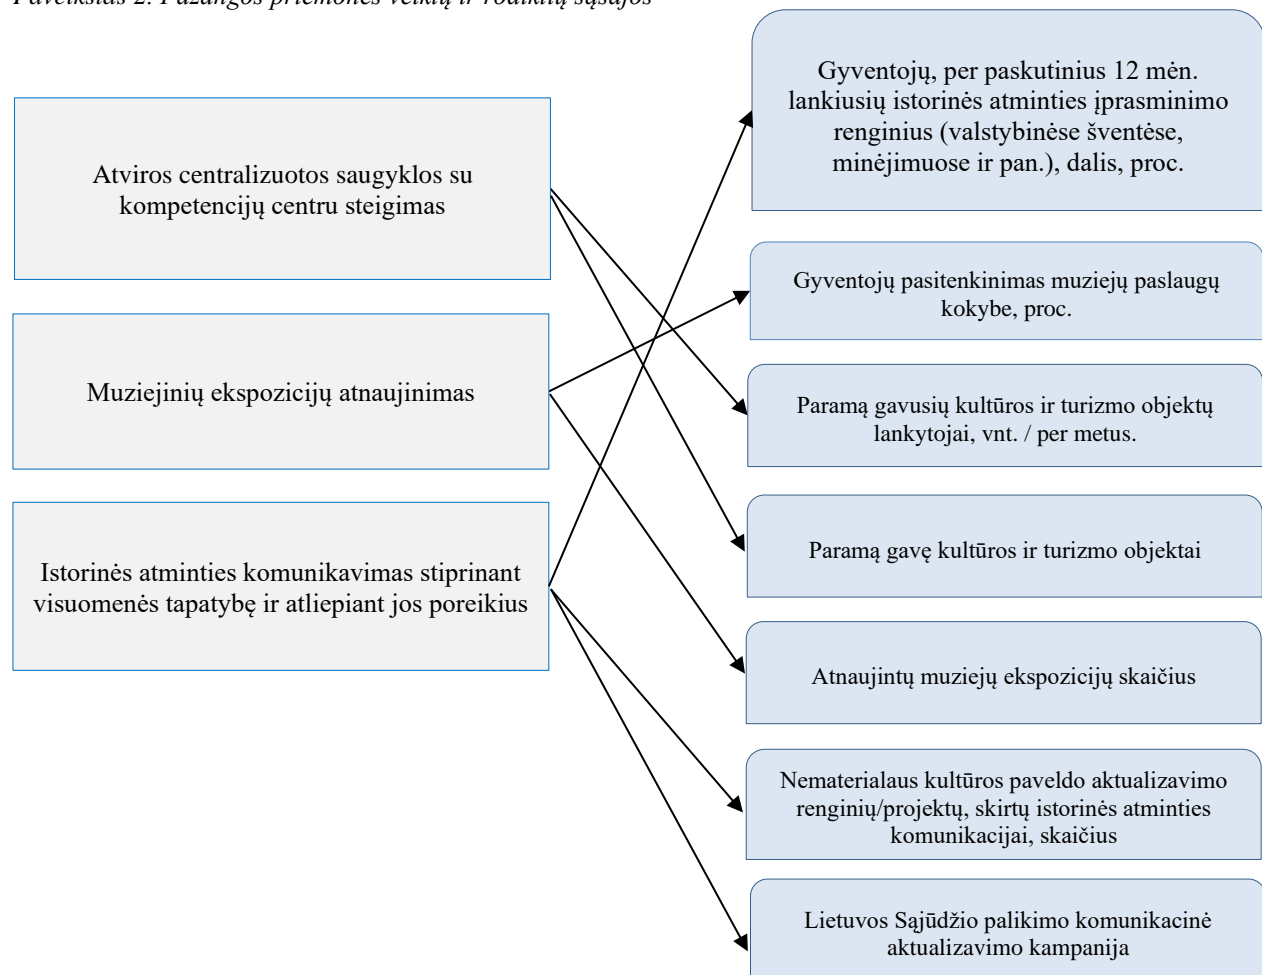 Paveikslas 2. Pažangos priemonės veiklų ir rodiklių sąsajos
Atviros centralizuotos saugyklos su
kompetencijų centru steigimas
Muziejinių ekspozicijų atnaujinimas
Istorinės atminties komunikavimas stiprinant
visuomenės tapatybę ir atliepiant jos poreikius
Gyventojų, per paskutinius 12 mėn.
lankiusių istorinės atminties įprasminimo
renginius (valstybinėse šventėse,
minėjimuose ir pan.), dalis, proc.
Gyventojų pasitenkinimas muziejų paslaugų
kokybe, proc.
Paramą gavusių kultūros ir turizmo objektų
lankytojai, vnt. / per metus.
Paramą gavę kultūros ir turizmo objektai
Atnaujintų muziejų ekspozicijų skaičius
Nematerialaus kultūros paveldo aktualizavimo
renginių/projektų, skirtų istorinės atminties
komunikacijai, skaičius
Lietuvos Sąjūdžio palikimo komunikacinė
aktualizavimo kampanija